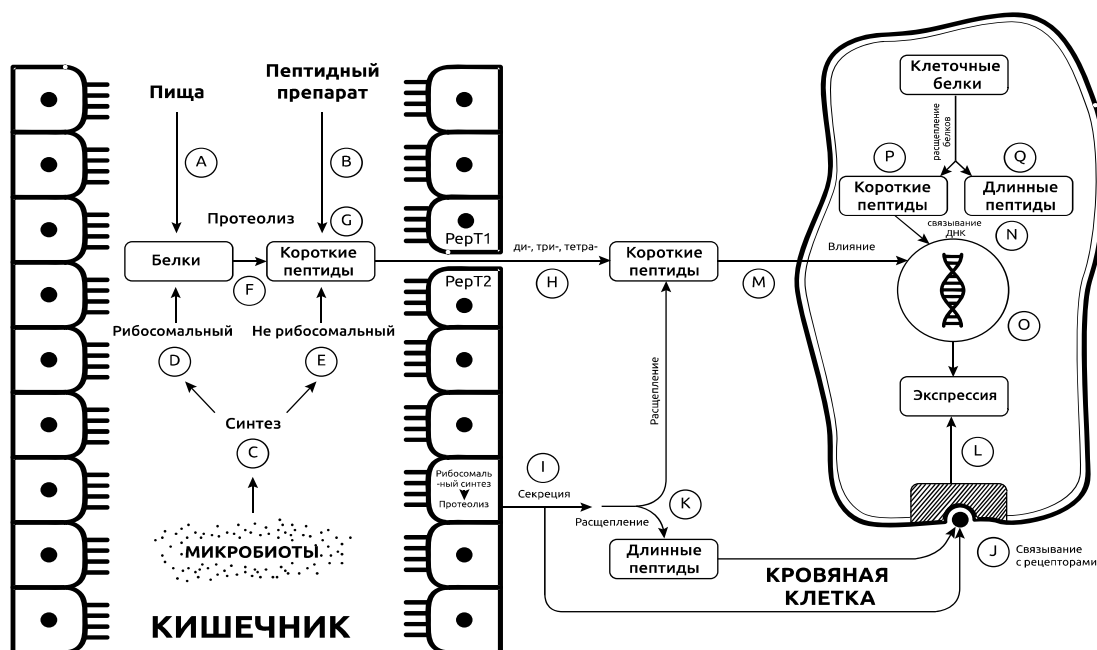 Пища
Пептидный
препарат
A
B
Протеолиз
G
PepT1
Белки
F
Короткие
пептиды
PepT2
Рибосомальный
Не рибосомальный
D
E
Синтез
C
МИКРОБИОТЫ
КИШЕЧНИК
Рибосомаль
-ный синтез
Протеолиз
ди-, три-, тетра-
H
Короткие
пептиды
M
Влияние
Расщепление
I
Секреция
Расщепление
K
Длинные
пептиды
КРОВЯНАЯ
КЛЕТКА
Клеточные
белки
расщепление
белков
P
Q
Короткие
пептиды
Длинные
пептиды
связывание
ДНК
N
O
Экспрессия
L
J
Связывание
с рецепторами